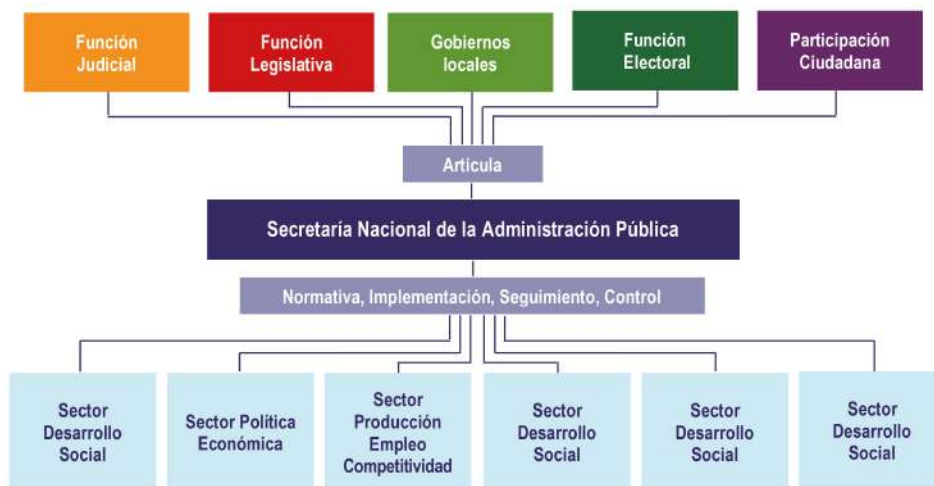 Función
Judicial
Función
Legislativa
Gobiernos
locales
Función
Electoral
Participación
Ciudadana
Articula
Secretaría Nacional de la Administración Pública
Normativa, Implementación, Seguimiento, Control
Sector
Desarrollo
Social
Sector Política
Económica
Sector
Producción
Empleo
Competitividad
Sector
Desarrollo
Social
Sector
Desarrollo
Social
Sector
Desarrollo
Social